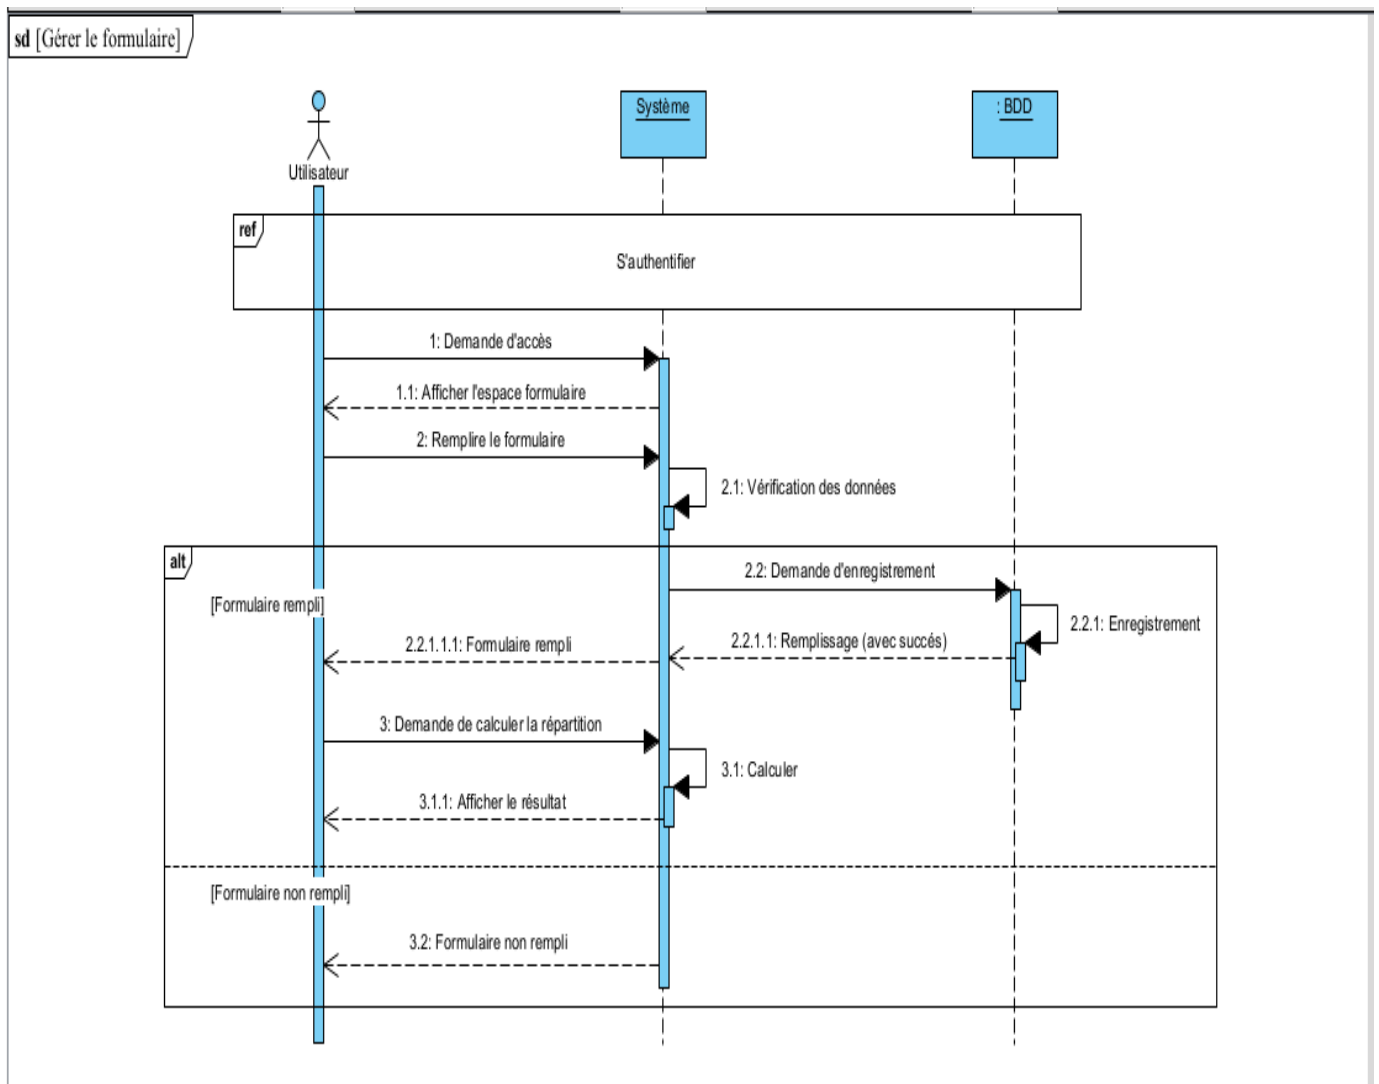 sd [Gérer le formulaire]
Utilisateur
Système
: BDD
ref
S'authentifier
1: Demande d'accès
1.1: Afficher l'espace formulaire
2: Remplire le formulaire
2.1: Vérification des données
alt
2.2: Demande d'enregistrement
[Formulaire rempli]
2.2.1: Enregistrement
2.2.1.1: Remplissage (avec succés)
2.2.1.1.1: Formulaire rempli
3: Demande de calculer la répartition
3.1: Calculer
3.1.1: Afficher le résultat
[Formulaire non rempli]
3.2: Formulaire non rempli